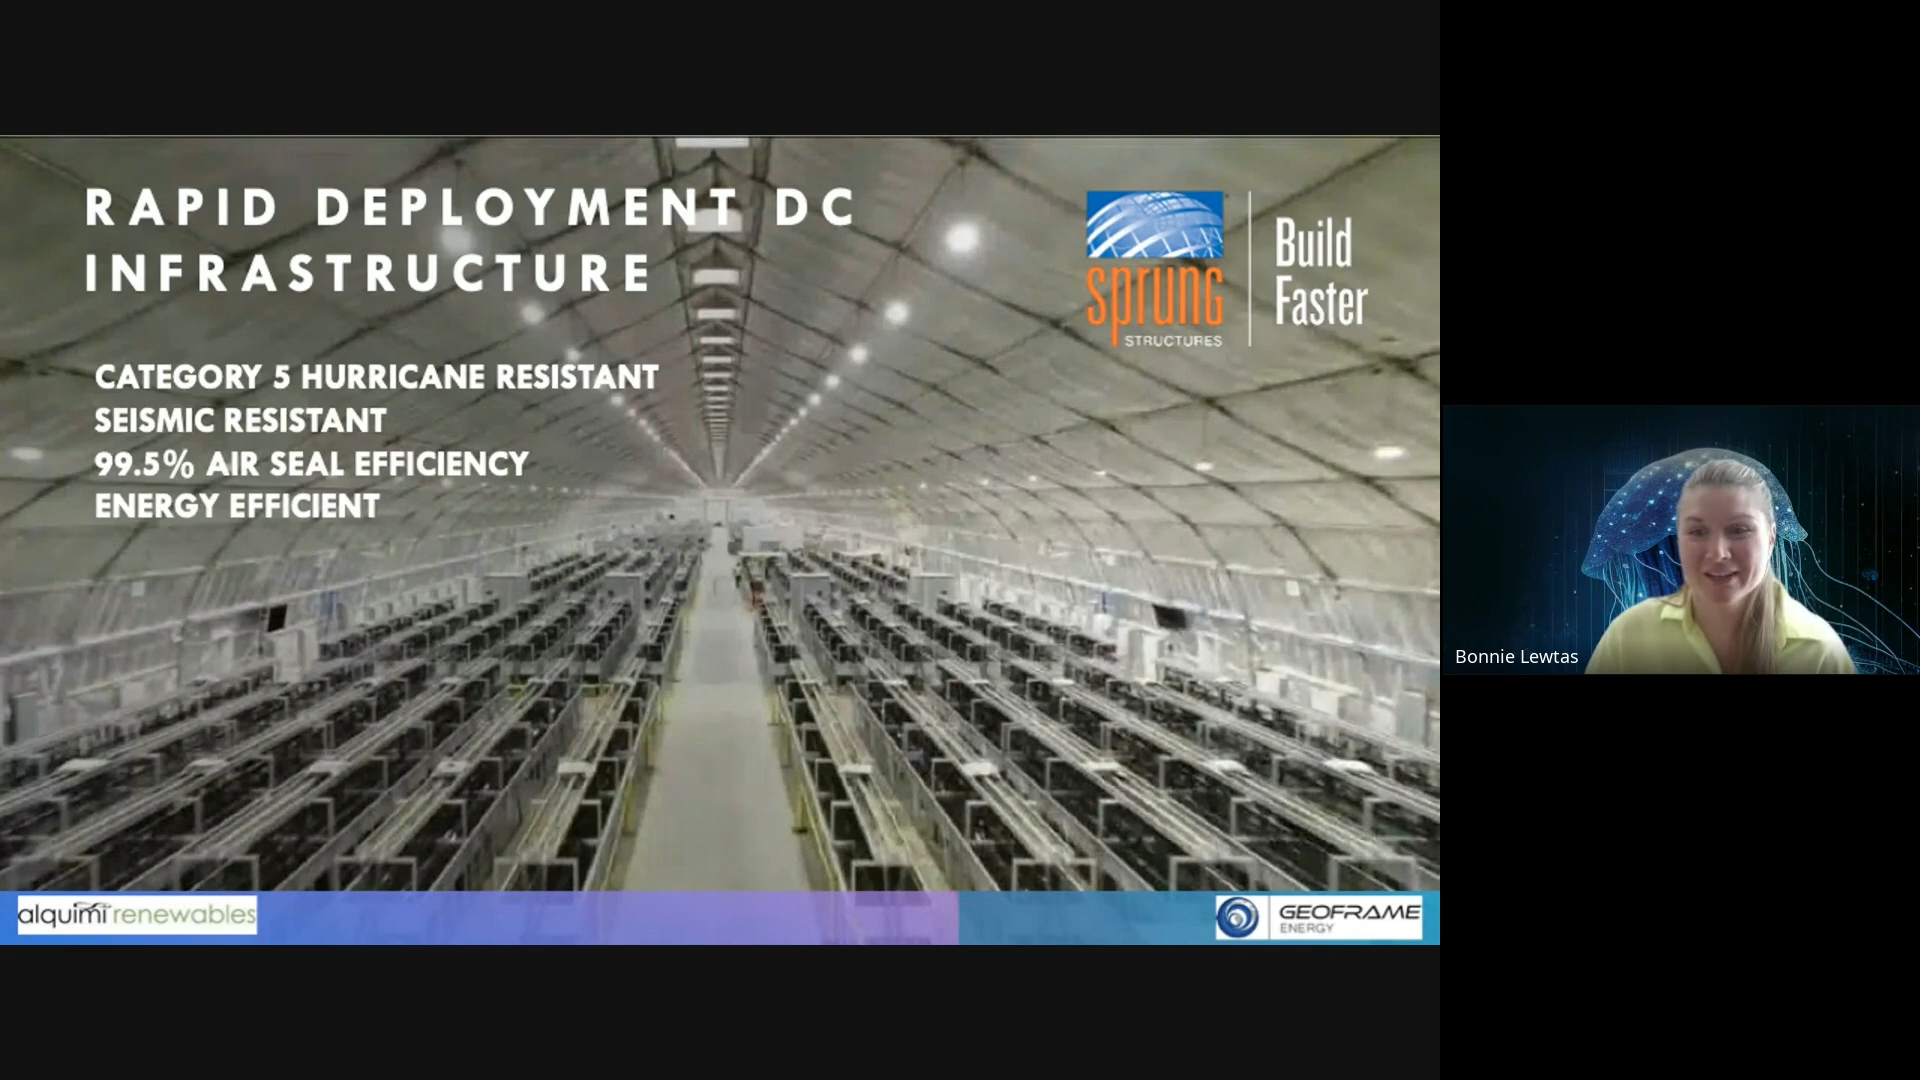 RAPID DEPLOYMENT DC
INFRASTRUCTURE
CATEGORY 5 HURRICANE RESISTANT
SEISMIC RESISTANT
99.5% AIR SEAL EFFICIENCY
ENERGY EFFICIENT
sprung
STRUCTURES
Build
Faster
alquimi renewables
GEOFRAME
ENERGY
Bonnie Lewtas